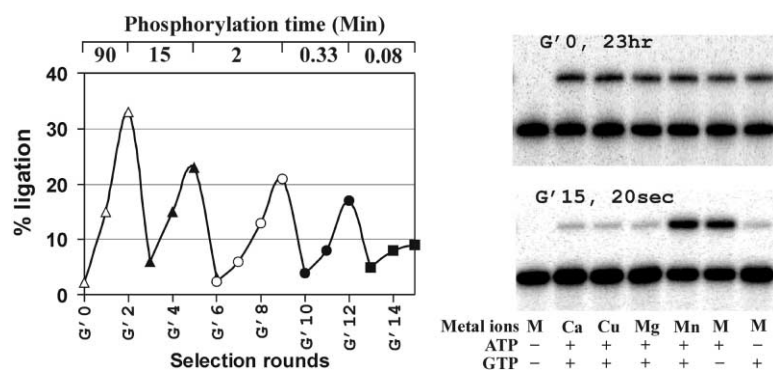 Phosphorylation time (Min)
90 15 2 0.33 0.08
% ligation
40
30
20
10
0
G' 0 G' 2 G' 4 G' 6 G' 8 G' 10 G' 12 G' 14
Selection rounds
G'0, 23hr
G'15, 20sec
Metal ions M Ca Cu Mg Mn M M
ATP − + + + + + −
GTP − + + + + − +